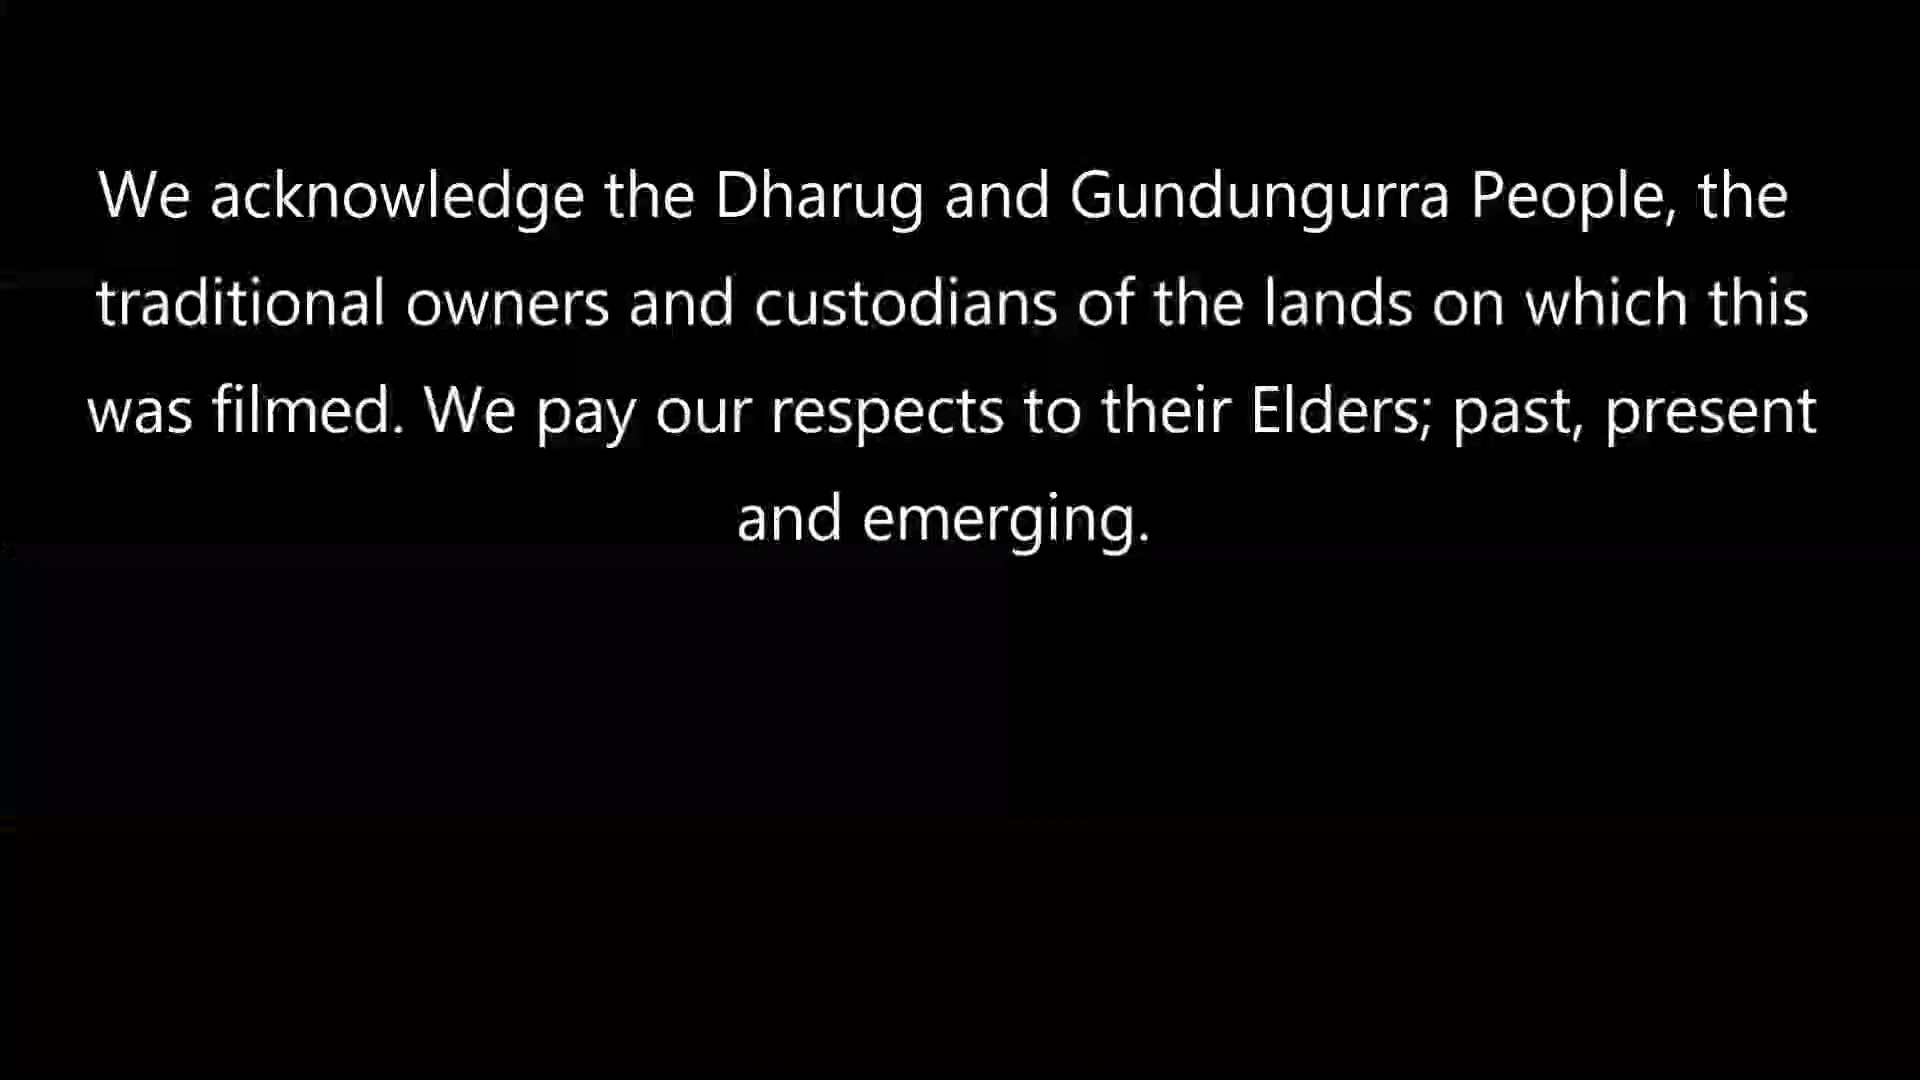 We acknowledge the Dharug and Gundungurra People, the
traditional owners and custodians of the lands on which this
was filmed. We pay our respects to their Elders; past, present
and emerging.